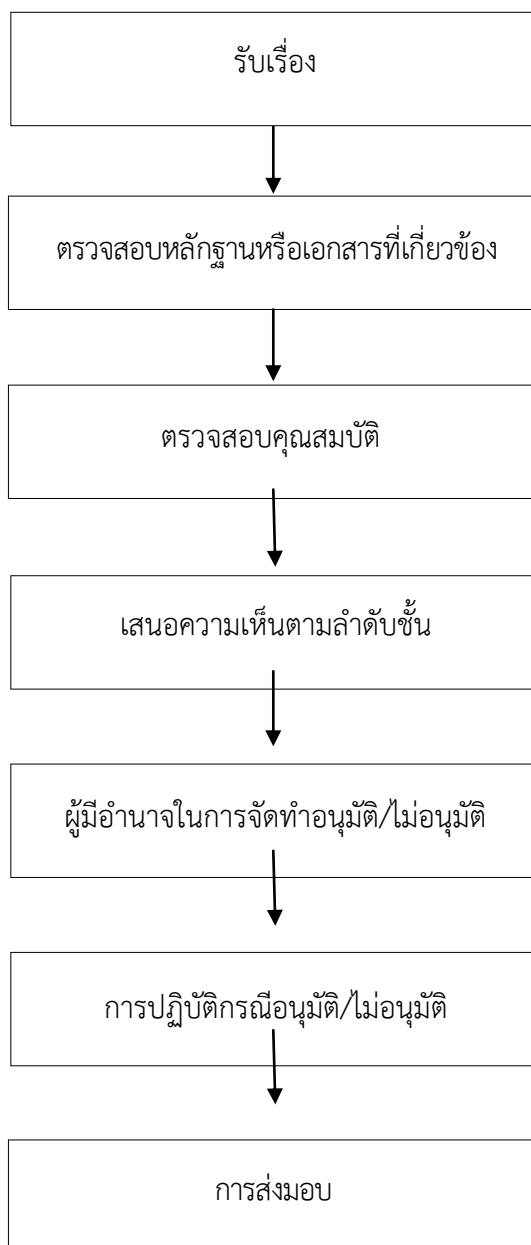 รับเรื่อง
ตรวจสอบหลักฐานหรือเอกสารที่เกี่ยวข้อง
ตรวจสอบคุณสมบัติ
เสนอความเห็นตามลำดับชั้น
ผู้มีอำนาจในการจัดทำอนุมัติ/ไม่อนุมัติ
การปฏิบัติกรณีอนุมัติ/ไม่อนุมัติ
การส่งมอบ